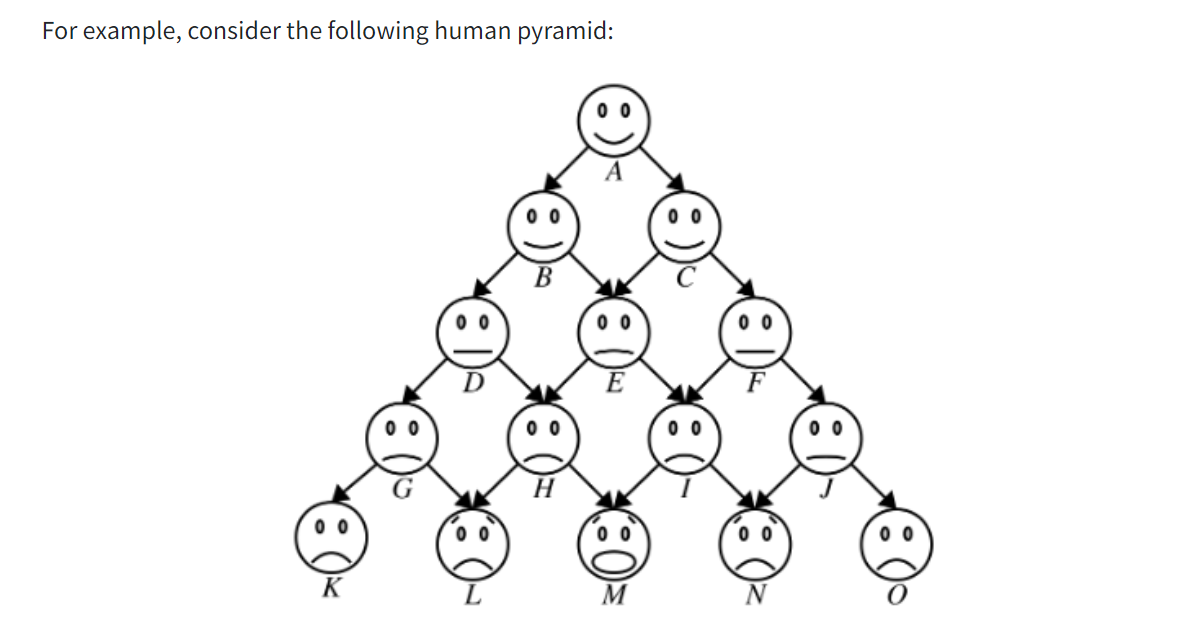 For example, consider the following human pyramid:
A
B C
D E F
G H I J
K L M N O